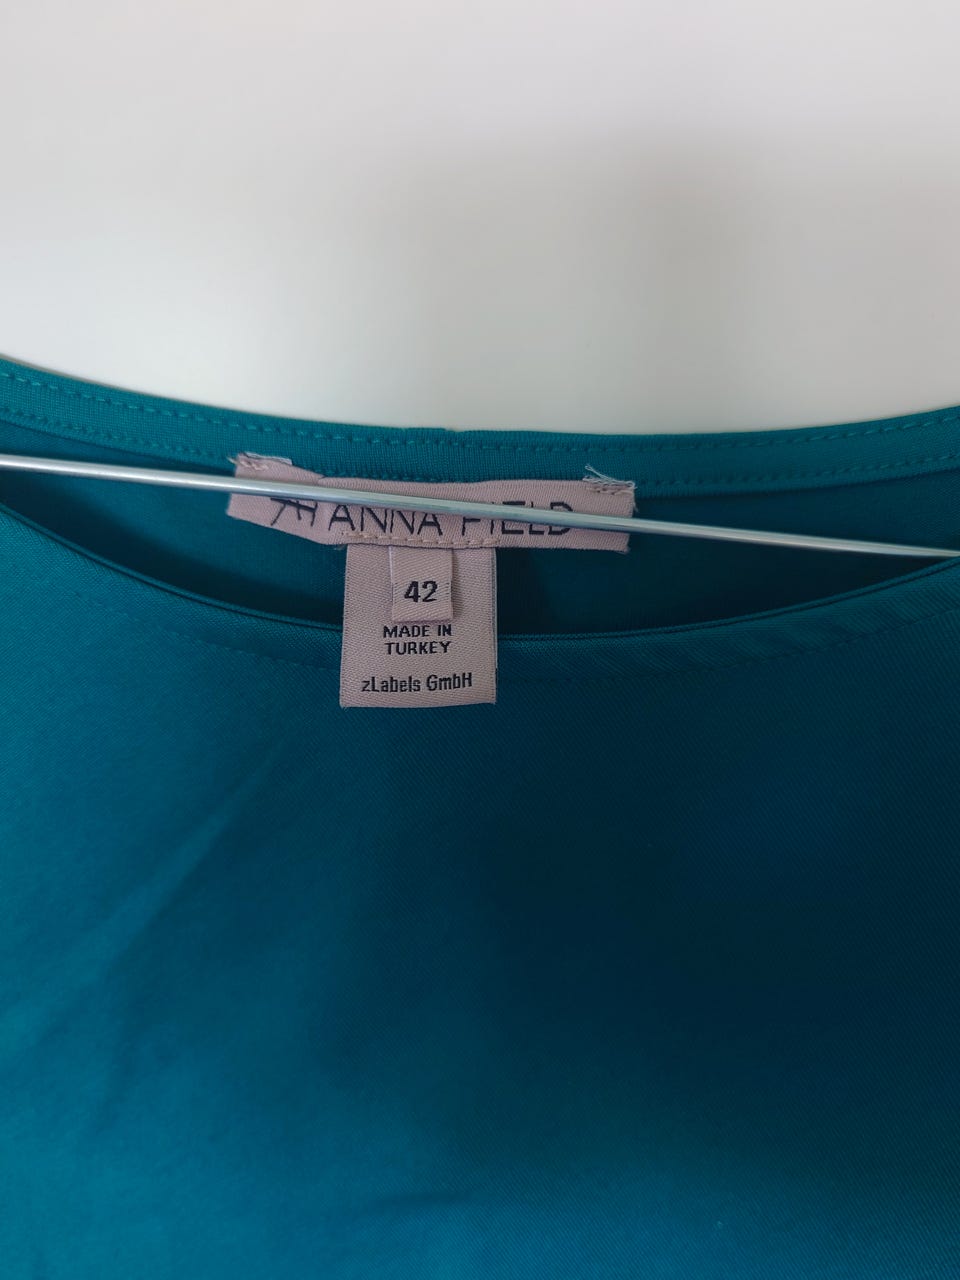 ANNA FIELD
42
MADE IN
TURKEY
zLabels GmbH